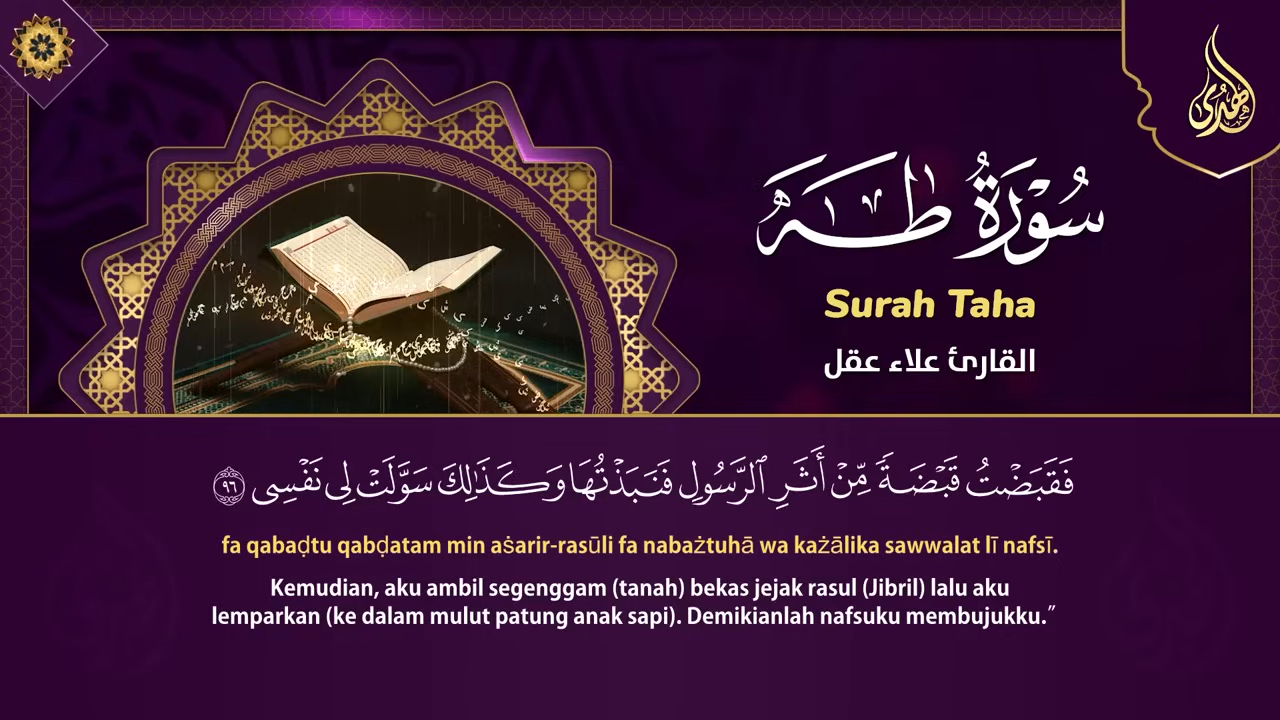 الهدى
سُورَةُ طه
Surah Taha
القارئ علاء عقل
فَقَبَضْتُ قَبْضَةً مِّنْ أَثَرِ ٱلرَّسُولِ فَنَبَذْتُهَا وَكَذَٰلِكَ سَوَّلَتْ لِى نَفْسِى ٩٦
fa qabaḍtu qabḍatam min aṡarir-rasūli fa nabażtuhā wa każālika sawwalat lī nafsī.
Kemudian, aku ambil segenggam (tanah) bekas jejak rasul (Jibril) lalu aku
lemparkan (ke dalam mulut patung anak sapi). Demikianlah nafsuku membujukku.”